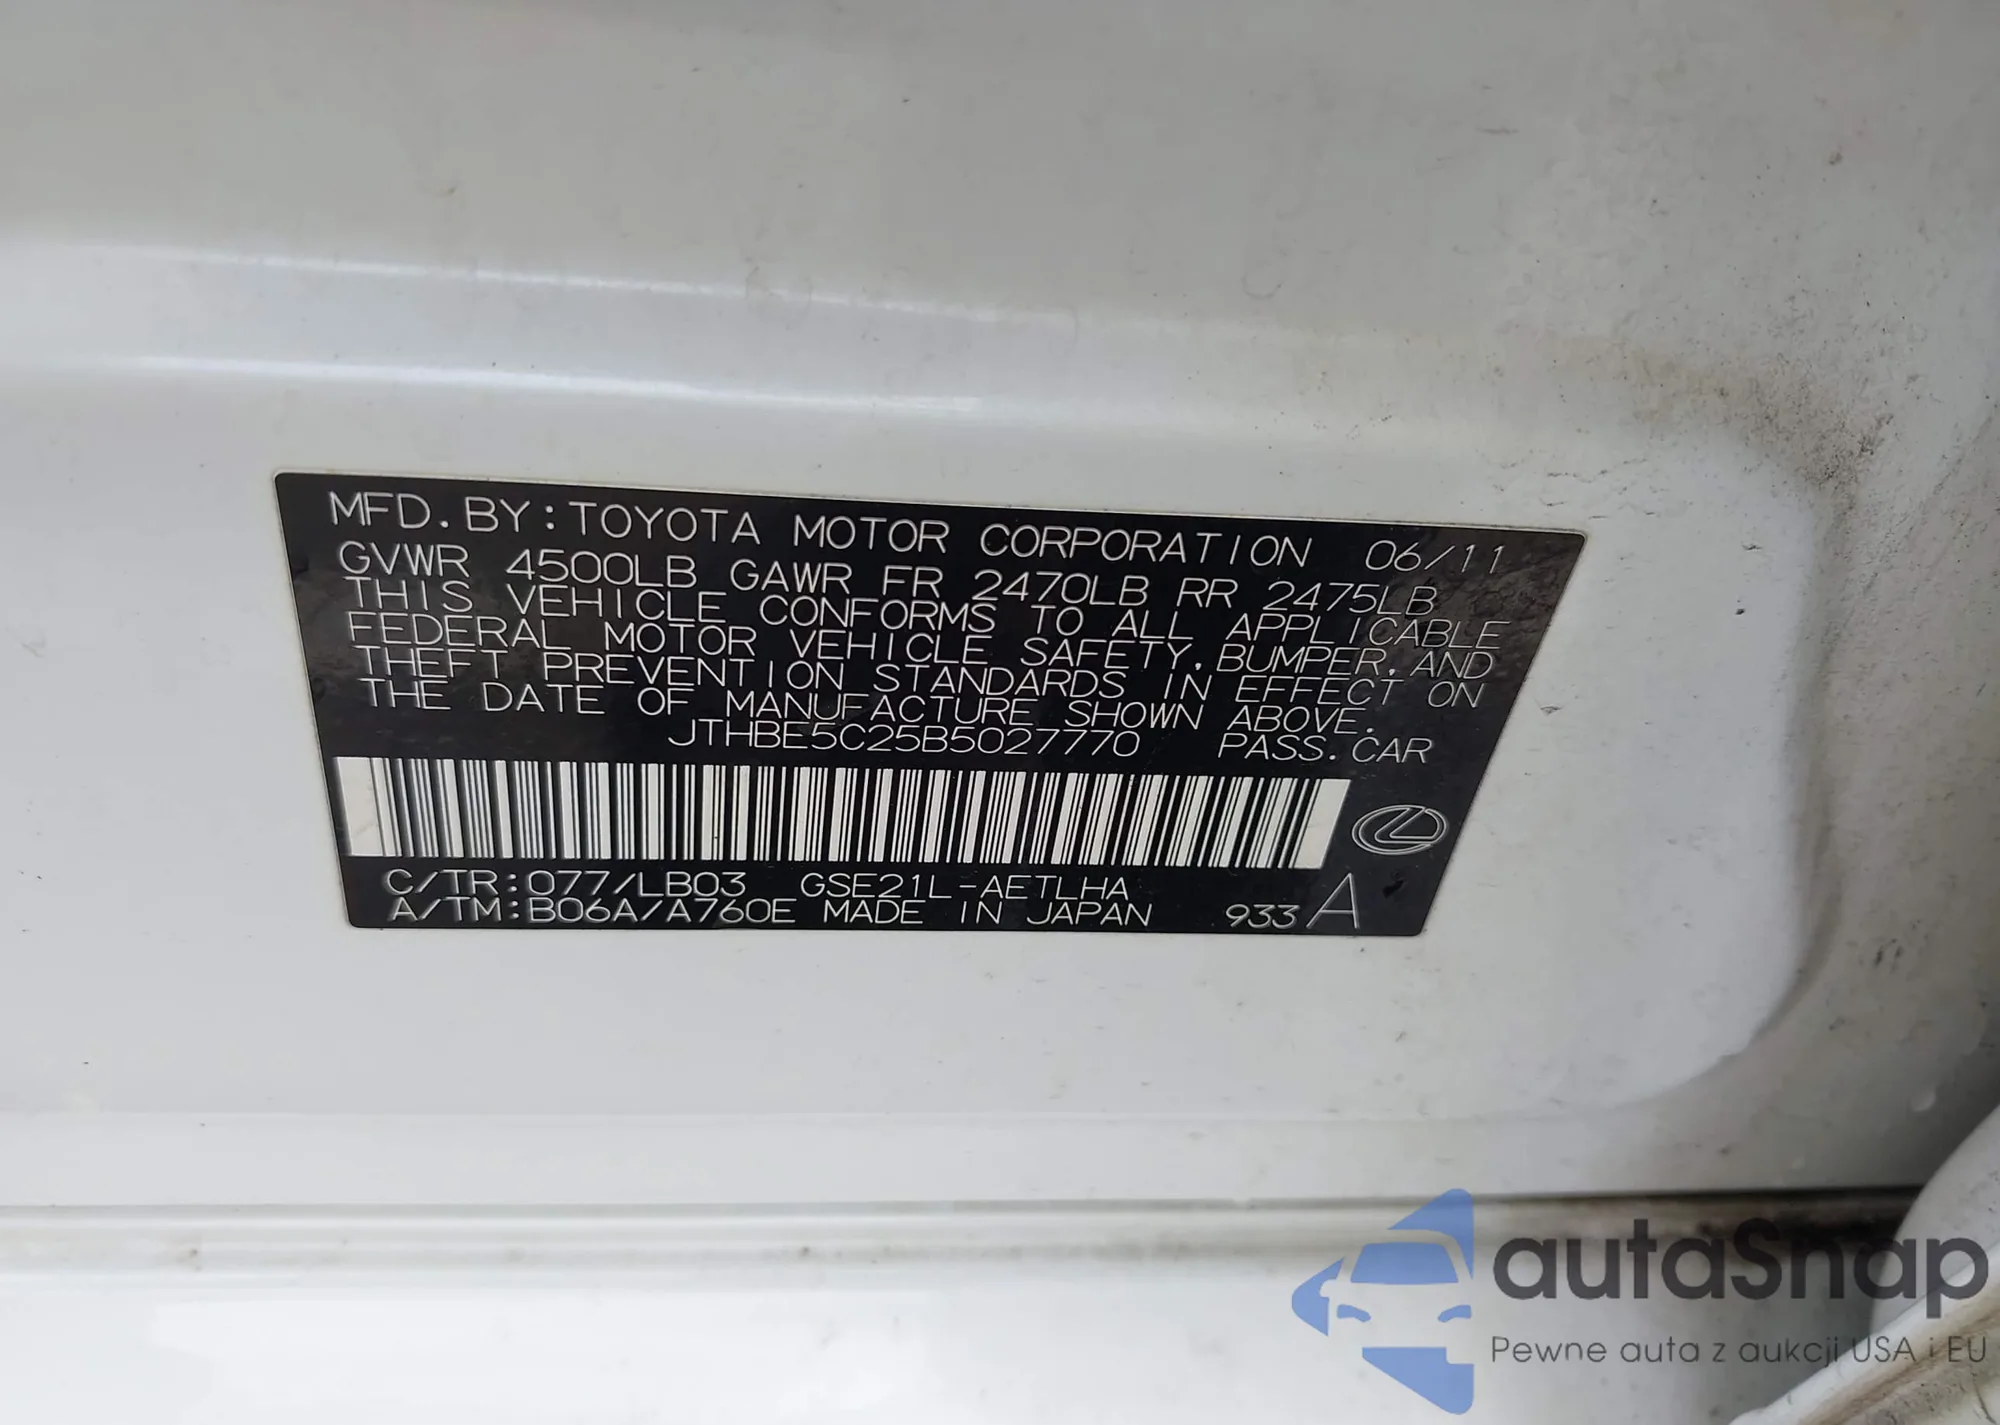 MFD. BY: TOYOTA MOTOR CORPORATION 06/11
GVWR 4500LB GAWR FR 2470LB RR 2475LB
THIS VEHICLE CONFORMS TO ALL APPLICABLE
FEDERAL MOTOR VEHICLE SAFETY, BUMPER, AND
THEFT PREVENTION STANDARDS IN EFFECT ON
THE DATE OF MANUFACTURE SHOWN ABOVE.
JTHBE5C25B5027770 PASS. CAR
C/TR: 077/LB03 GSE21L-AETLHA
A/TM: B06A/A760E MADE IN JAPAN 933 A
autaSnap
Pewne auta z aukcji USA i EU